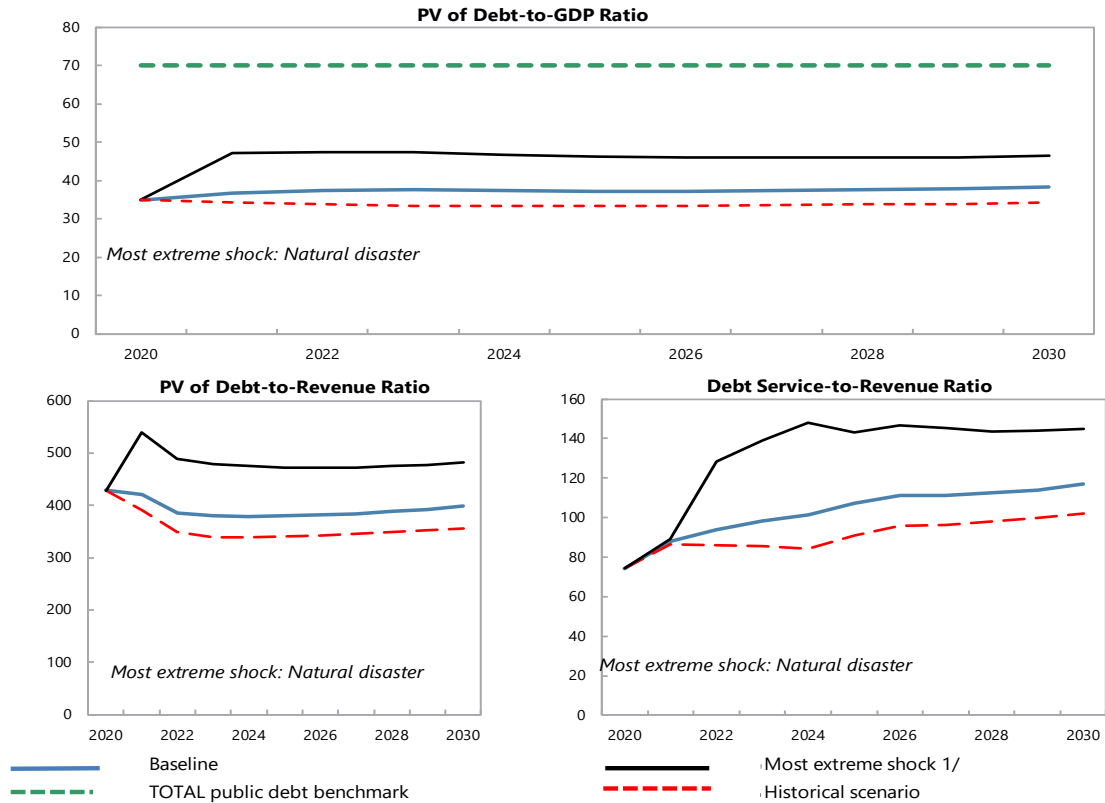 PV of Debt-to-GDP Ratio
80
70
60
50
40
30
20
10
0
Most extreme shock: Natural disaster
2020 2022 2024 2026 2028 2030
PV of Debt-to-Revenue Ratio
600
500
400
300
200
100
0
Most extreme shock: Natural disaster
2020 2022 2024 2026 2028 2030
Debt Service-to-Revenue Ratio
160
140
120
100
80
60
40
20
0
Most extreme shock: Natural disaster
2020 2022 2024 2026 2028 2030
Baseline
TOTAL public debt benchmark
Most extreme shock 1/
Historical scenario